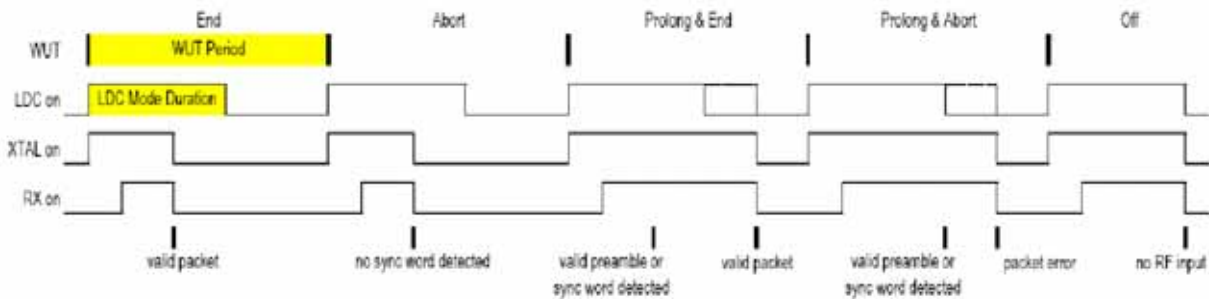 End Abort Prolong & End Prolong & Abort Off
WUT WUT Period
LDC on LDC Mode Duration
XTAL on
RX on
valid packet no sync word detected valid preamble or sync word detected valid packet valid preamble or sync word detected packet error no RF input